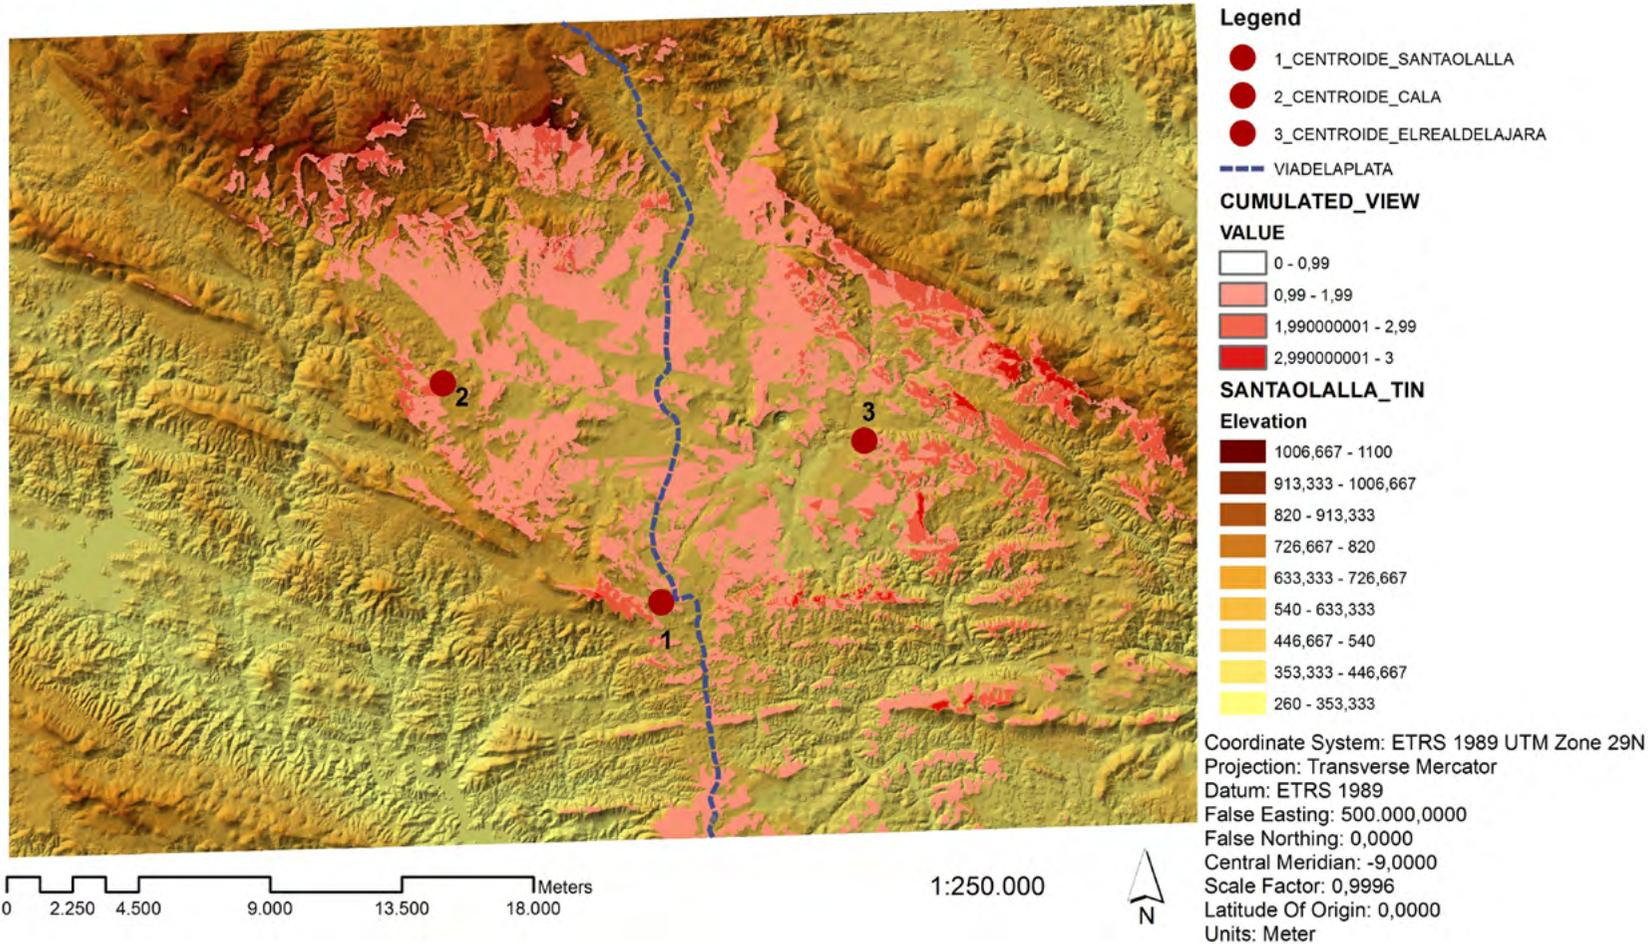 Legend
1_CENTROIDE_SANTAOLALLA
2_CENTROIDE_CALA
3_CENTROIDE_ELREALDELAJARA
VIADELAPLATA
CUMULATED_VIEW
VALUE
0 - 0,99
0,99 - 1,99
1,990000001 - 2,99
2,990000001 - 3
SANTAOLALLA_TIN
Elevation
1006,667 - 1100
913,333 - 1006,667
820 - 913,333
726,667 - 820
633,333 - 726,667
540 - 633,333
446,667 - 540
353,333 - 446,667
260 - 353,333
Coordinate System: ETRS 1989 UTM Zone 29N
Projection: Transverse Mercator
Datum: ETRS 1989
False Easting: 500.000,0000
False Northing: 0,0000
Central Meridian: -9,0000
Scale Factor: 0,9996
Latitude Of Origin: 0,0000
Units: Meter
2
3
1
Meters
0 2.250 4.500 9.000 13.500 18.000
1:250.000
N